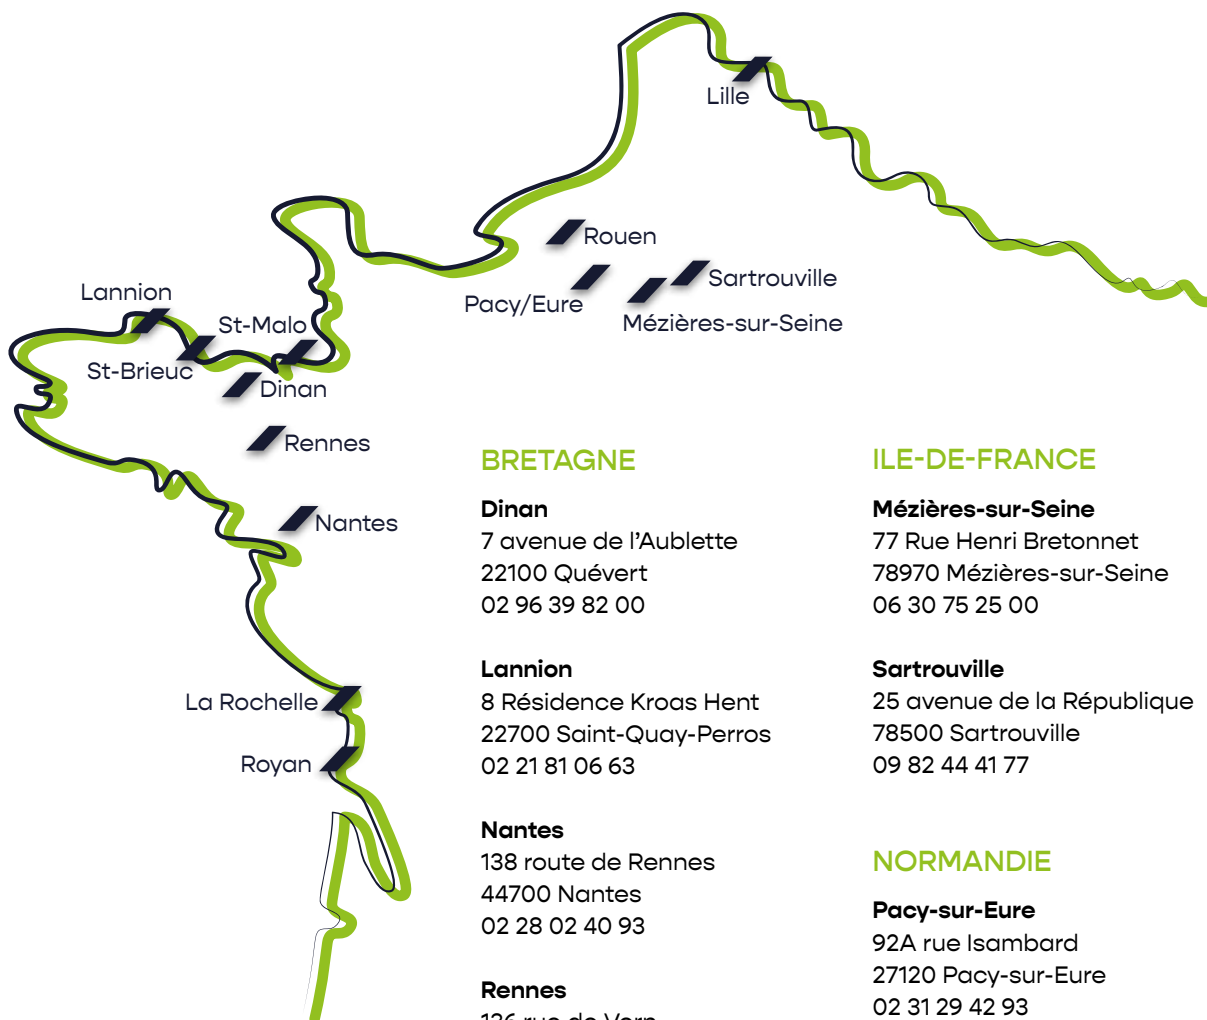 Lille
Rouen
Sartrouville
Pacy/Eure
Mézières-sur-Seine
Lannion
St-Malo
St-Brieuc
Dinan
Rennes
Nantes
La Rochelle
Royan
BRETAGNE
Dinan
7 avenue de l’Aublette
22100 Quévert
02 96 39 82 00
Lannion
8 Résidence Kroas Hent
22700 Saint-Quay-Perros
02 21 81 06 63
Nantes
138 route de Rennes
44700 Nantes
02 28 02 40 93
Rennes
136 rue de Vern
ILE-DE-FRANCE
Mézières-sur-Seine
77 Rue Henri Bretonnet
78970 Mézières-sur-Seine
06 30 75 25 00
Sartrouville
25 avenue de la République
78500 Sartrouville
09 82 44 41 77
NORMANDIE
Pacy-sur-Eure
92A rue Isambard
27120 Pacy-sur-Eure
02 31 29 42 93